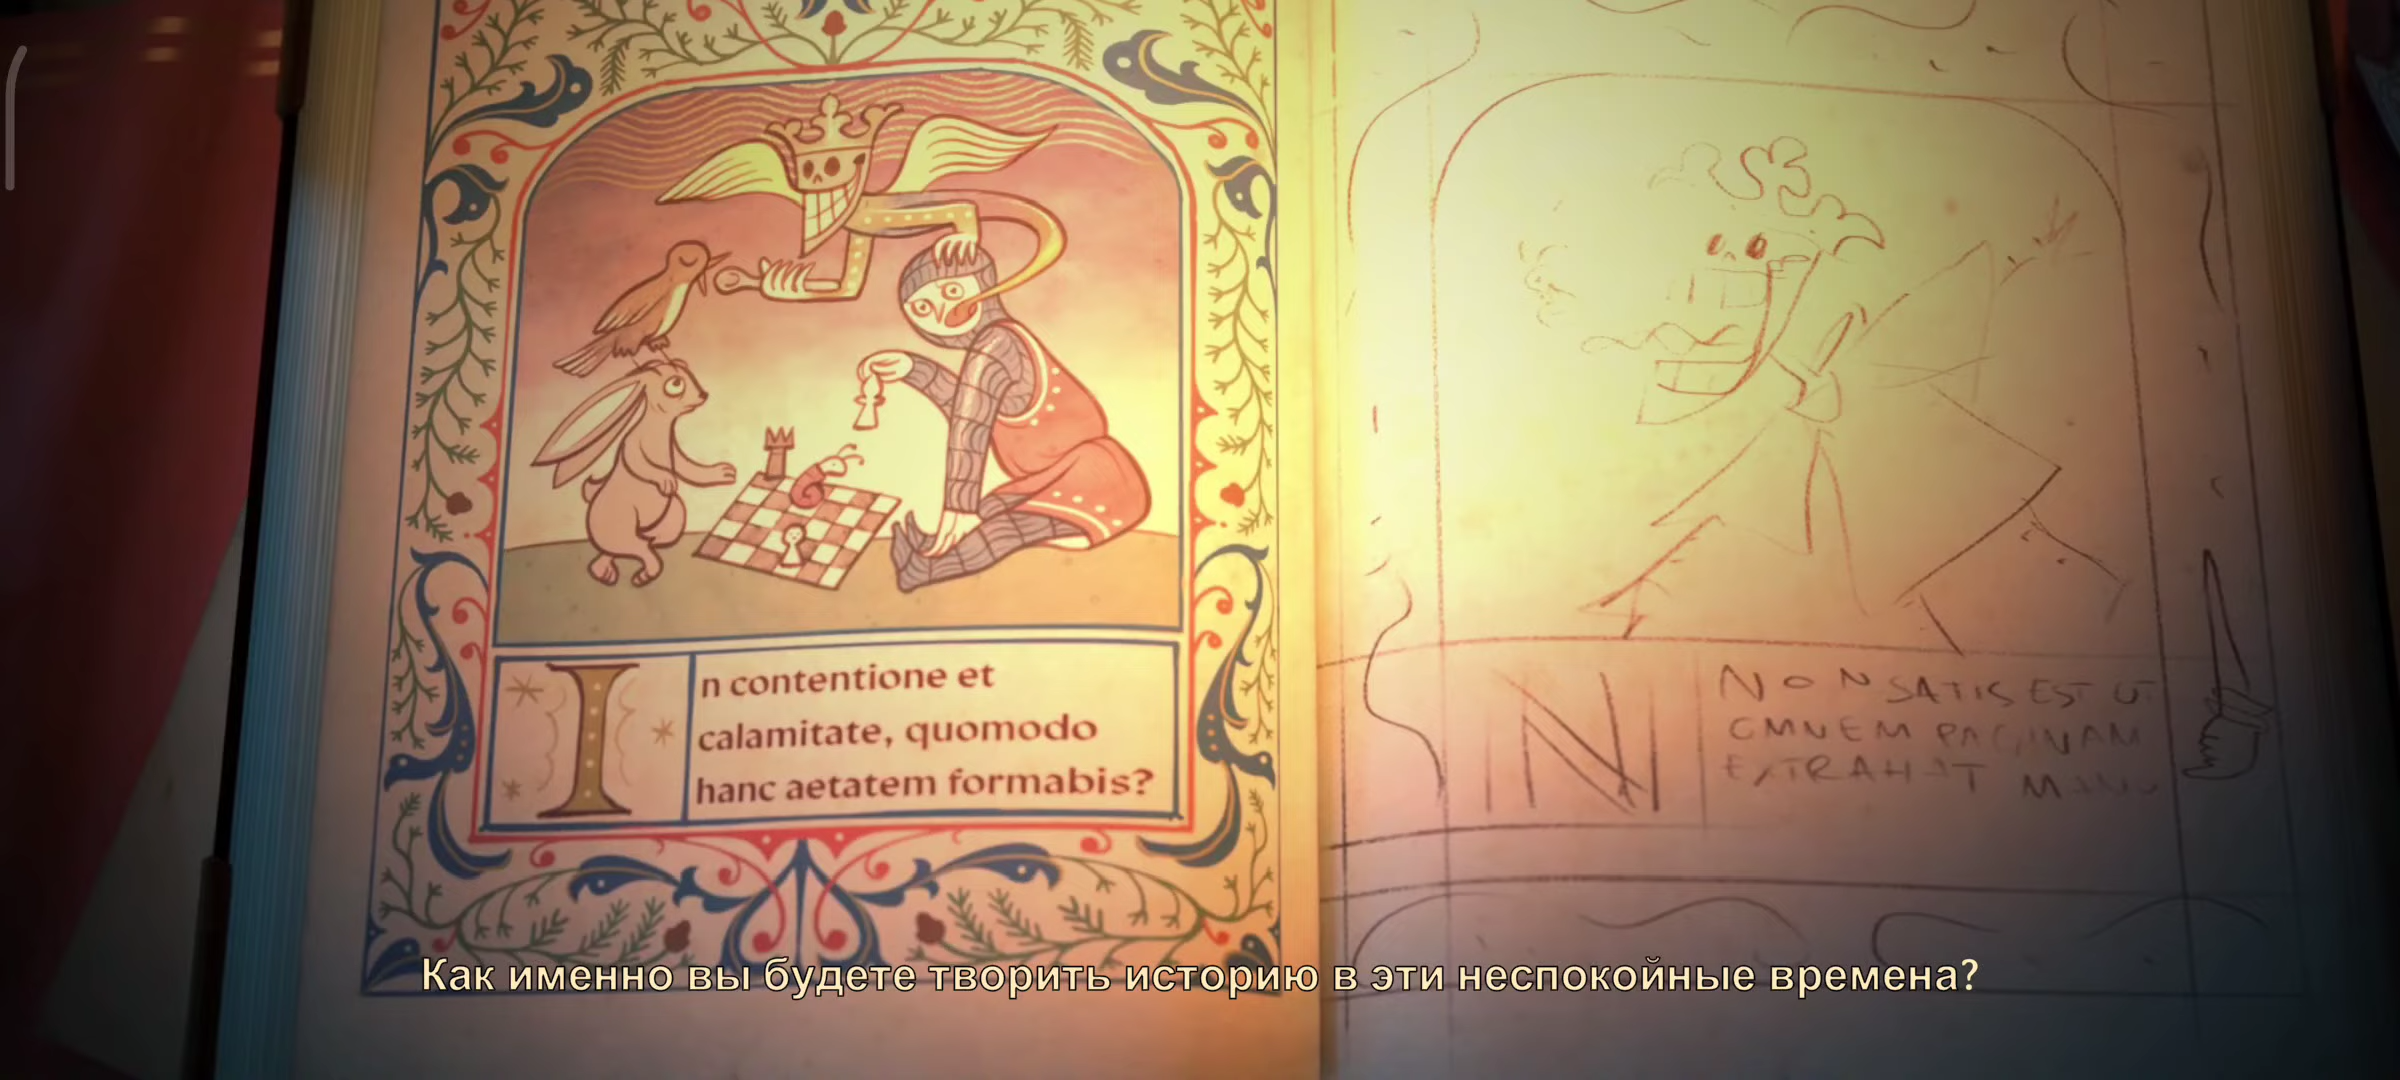 In contentione et
calamitate, quomodo
hanc aetatem formabis?
N NON SATIS EST UT
OMNEM PAGINAM
EXTRAHAT
Как именно вы будете творить историю в эти неспокойные времена?